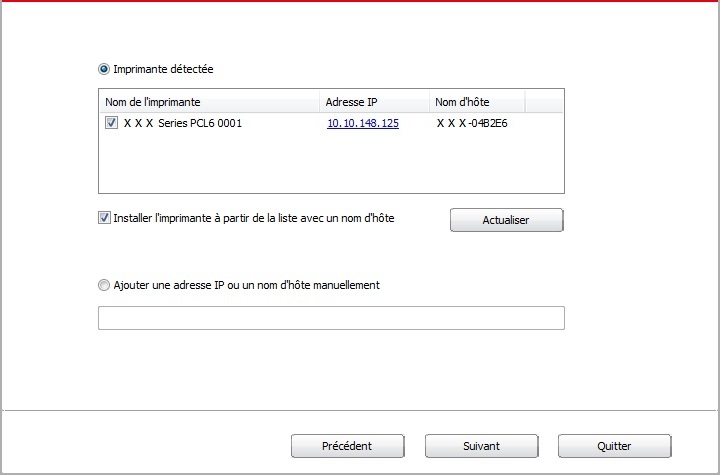 Imprimante détectée
Nom de l'imprimante Adresse IP Nom d'hôte
X X X Series PCL6 0001 10.10.148.125 X X X -04B2E6
Installer l'imprimante à partir de la liste avec un nom d'hôte Actualiser
Ajouter une adresse IP ou un nom d'hôte manuellement
Précédent Suivant Quitter